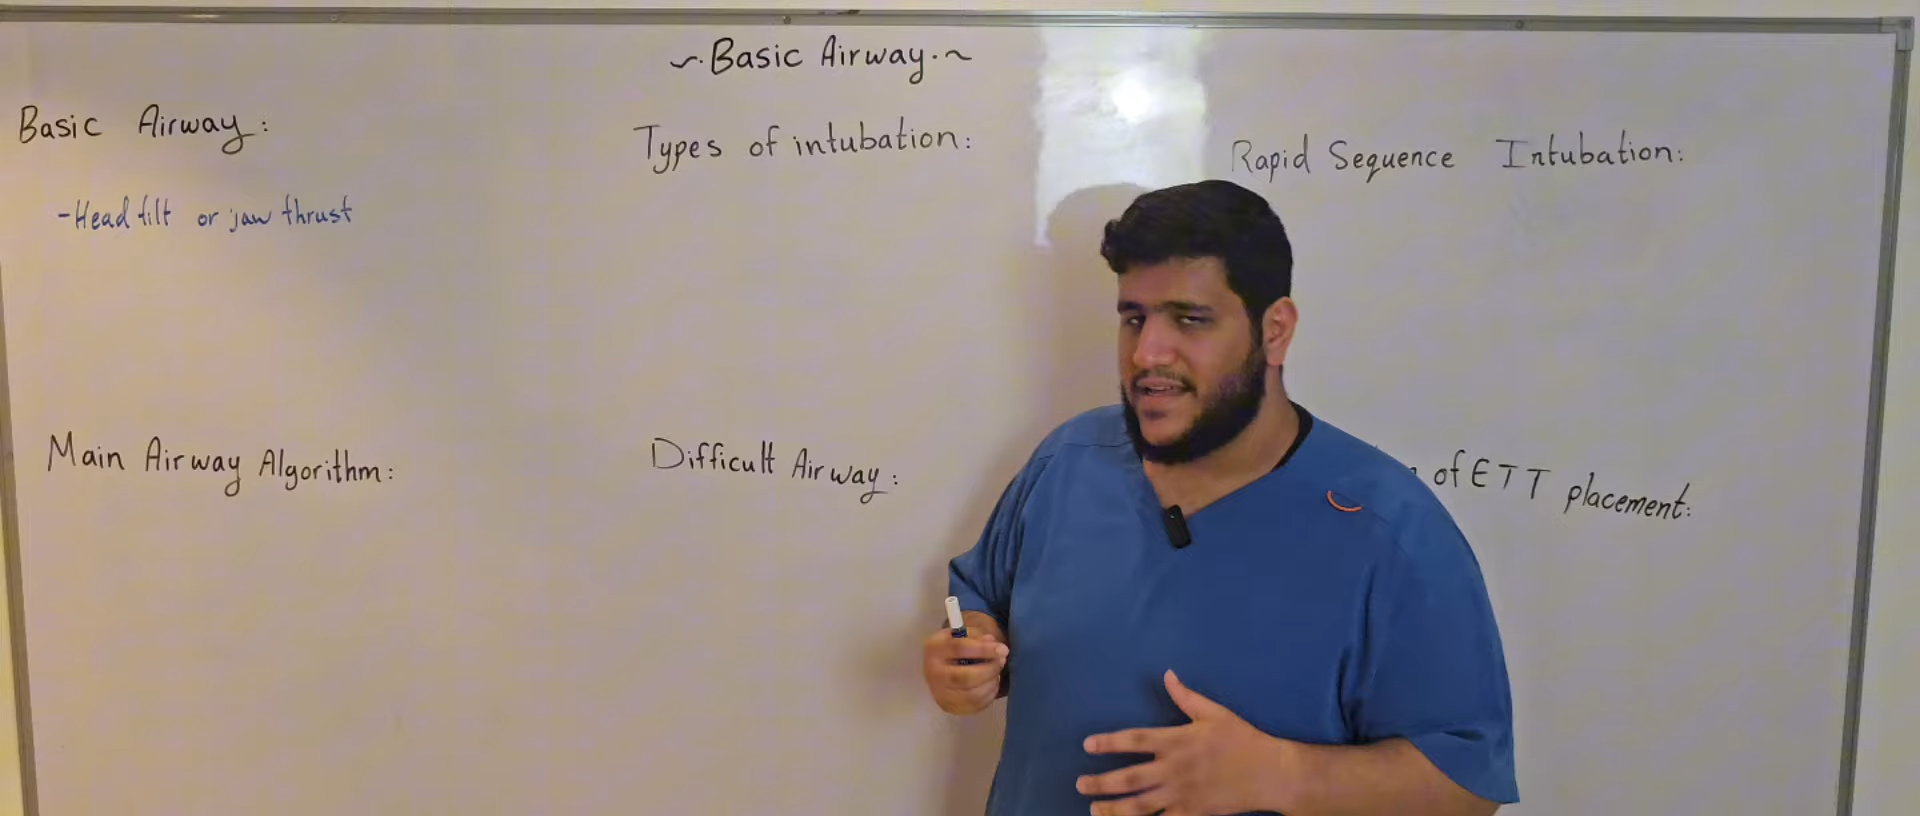 ~.Basic Airway.~
Basic Airway:
-Head tilt or jaw thrust
Types of intubation:
Rapid Sequence Intubation:
Main Airway Algorithm:
Difficult Airway:
of ETT placement: